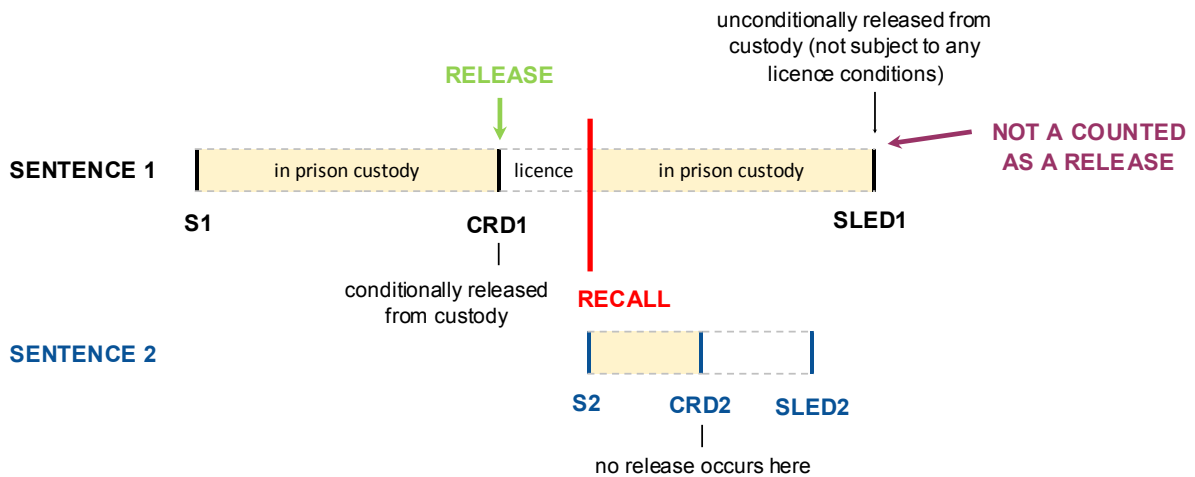 unconditionally released from
custody (not subject to any
licence conditions)
RELEASE
NOT A COUNTED
AS A RELEASE
SENTENCE 1
in prison custody
licence
in prison custody
S1
CRD1
SLED1
conditionally released
from custody
RECALL
SENTENCE 2
S2
CRD2
SLED2
no release occurs here